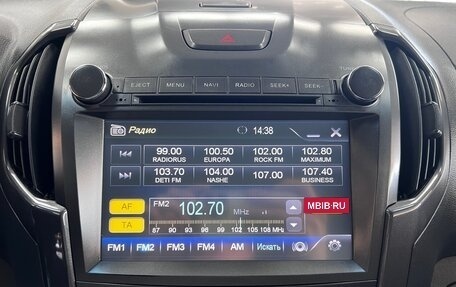 TUNE
EJECT MENU NAVI RADIO SEEK+ SEEK-
Радио 14:38
99.00 100.50 102.00 102.80
RADIORUS EUROPA ROCK FM MAXIMUM
103.70 104.00 107.00 107.40
DETI FM NASHE BUSINESS
AF FM2 102.70 MHz MBIB·RU
TA 87 90 93 96 99 102 105 108 MHz
FM1 FM2 FM3 FM4 AM Искать